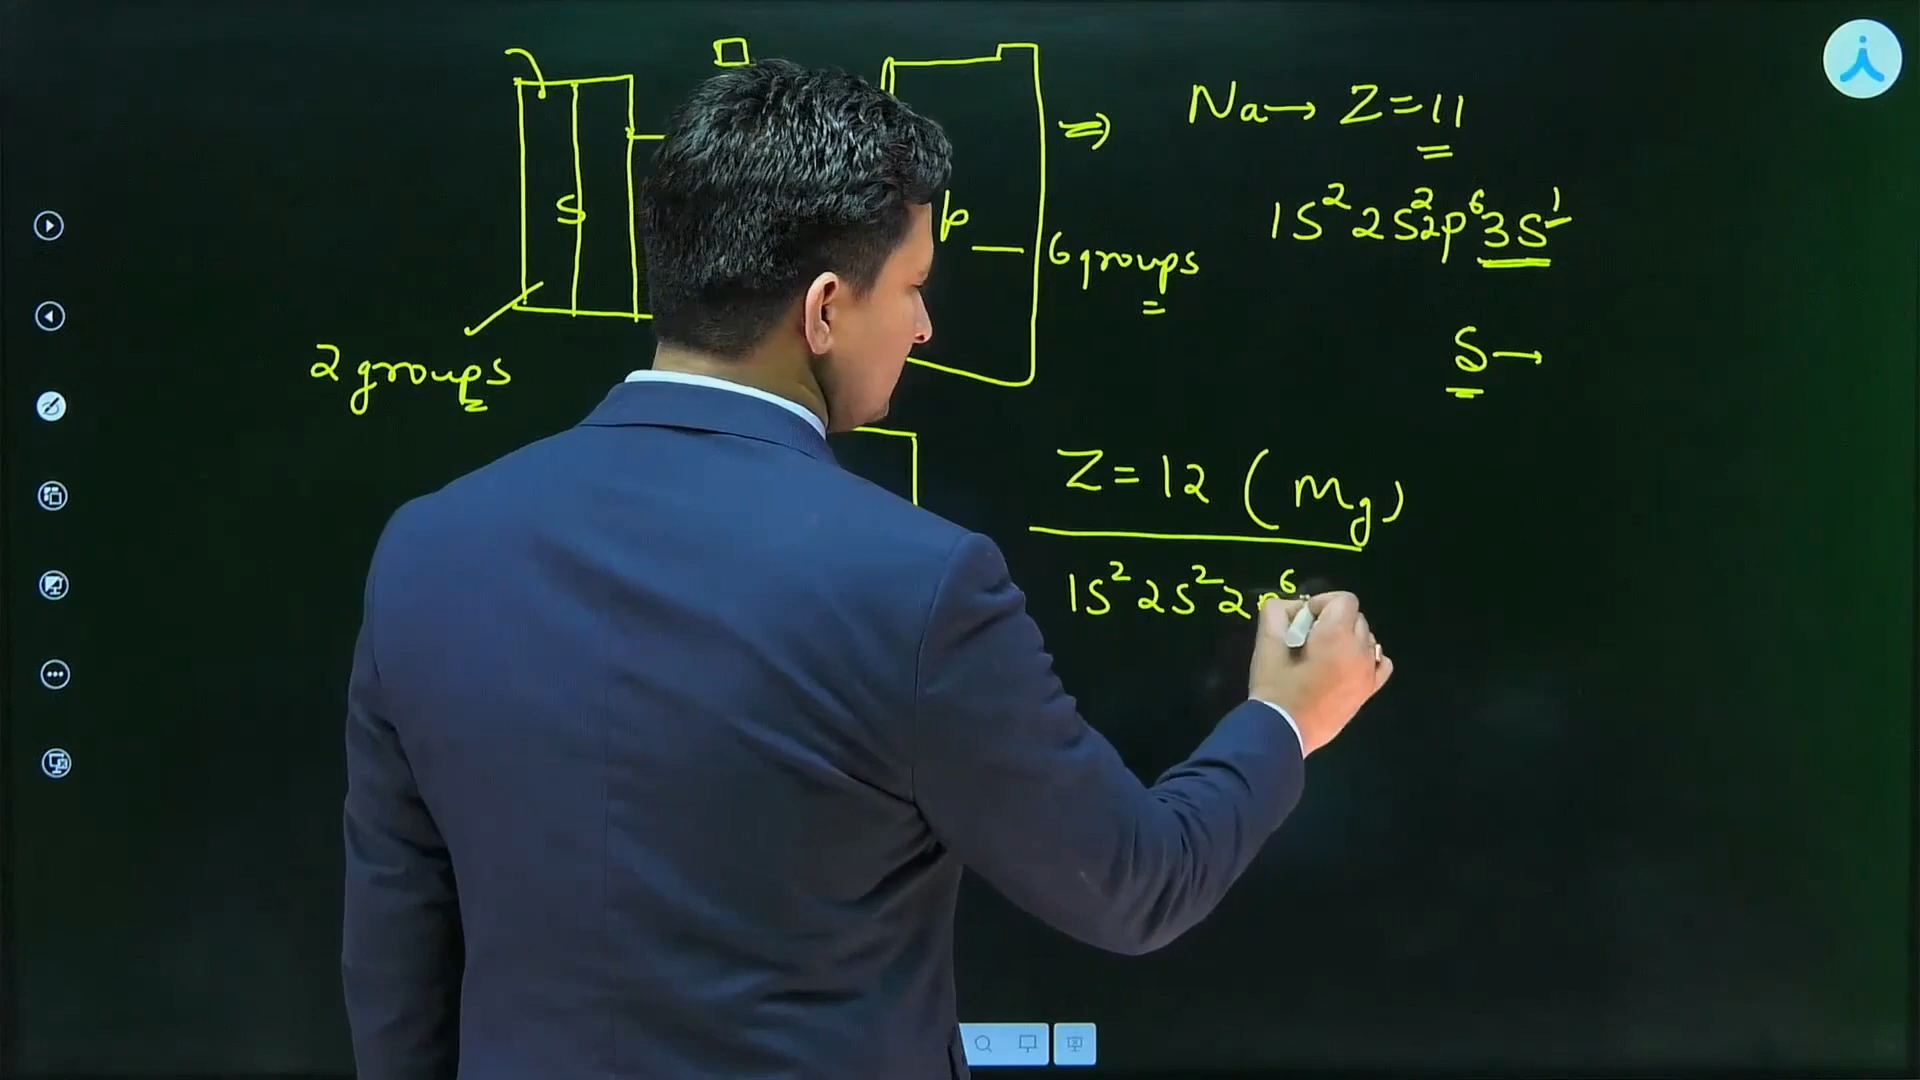 Na → Z = 11
1S² 2S² 2p⁶ 3S¹
S
p — 6 groups
S →
2 groups
Z = 12 (Mg)
1S² 2S² 2p⁶